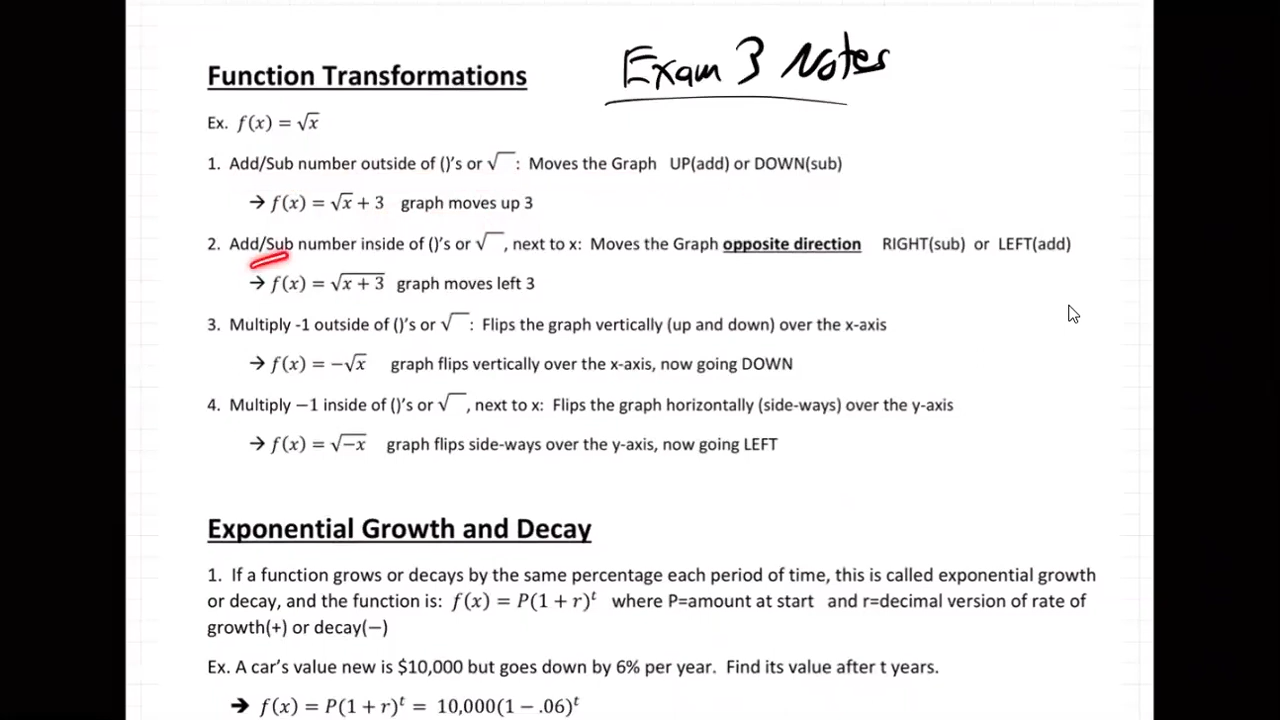 Exam 3 Notes
Function Transformations
Ex. f(x) = √x
1. Add/Sub number outside of ()'s or √ : Moves the Graph UP(add) or DOWN(sub)
→ f(x) = √x + 3 graph moves up 3
2. Add/Sub number inside of ()'s or √ , next to x: Moves the Graph opposite direction RIGHT(sub) or LEFT(add)
→ f(x) = √(x + 3) graph moves left 3
3. Multiply -1 outside of ()'s or √ : Flips the graph vertically (up and down) over the x-axis
→ f(x) = −√x graph flips vertically over the x-axis, now going DOWN
4. Multiply −1 inside of ()'s or √ , next to x: Flips the graph horizontally (side-ways) over the y-axis
→ f(x) = √−x graph flips side-ways over the y-axis, now going LEFT
Exponential Growth and Decay
1. If a function grows or decays by the same percentage each period of time, this is called exponential growth
or decay, and the function is: f(x) = P(1 + r)^t where P=amount at start and r=decimal version of rate of
growth(+) or decay(−)
Ex. A car's value new is $10,000 but goes down by 6% per year. Find its value after t years.
→ f(x) = P(1 + r)^t = 10,000(1 − .06)^t